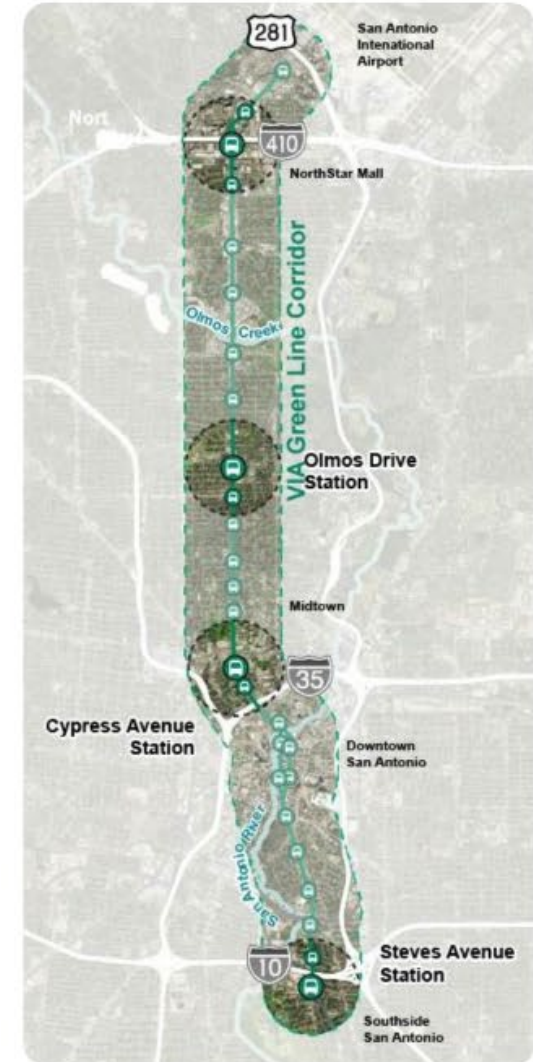 281
San Antonio
Intenational
Airport
Nort
410
NorthStar Mall
VIA Green Line Corridor
Olmos Creek
Olmos Drive
Station
Midtown
35
Cypress Avenue
Station
Downtown
San Antonio
San Antonio River
10
Steves Avenue
Station
Southside
San Antonio